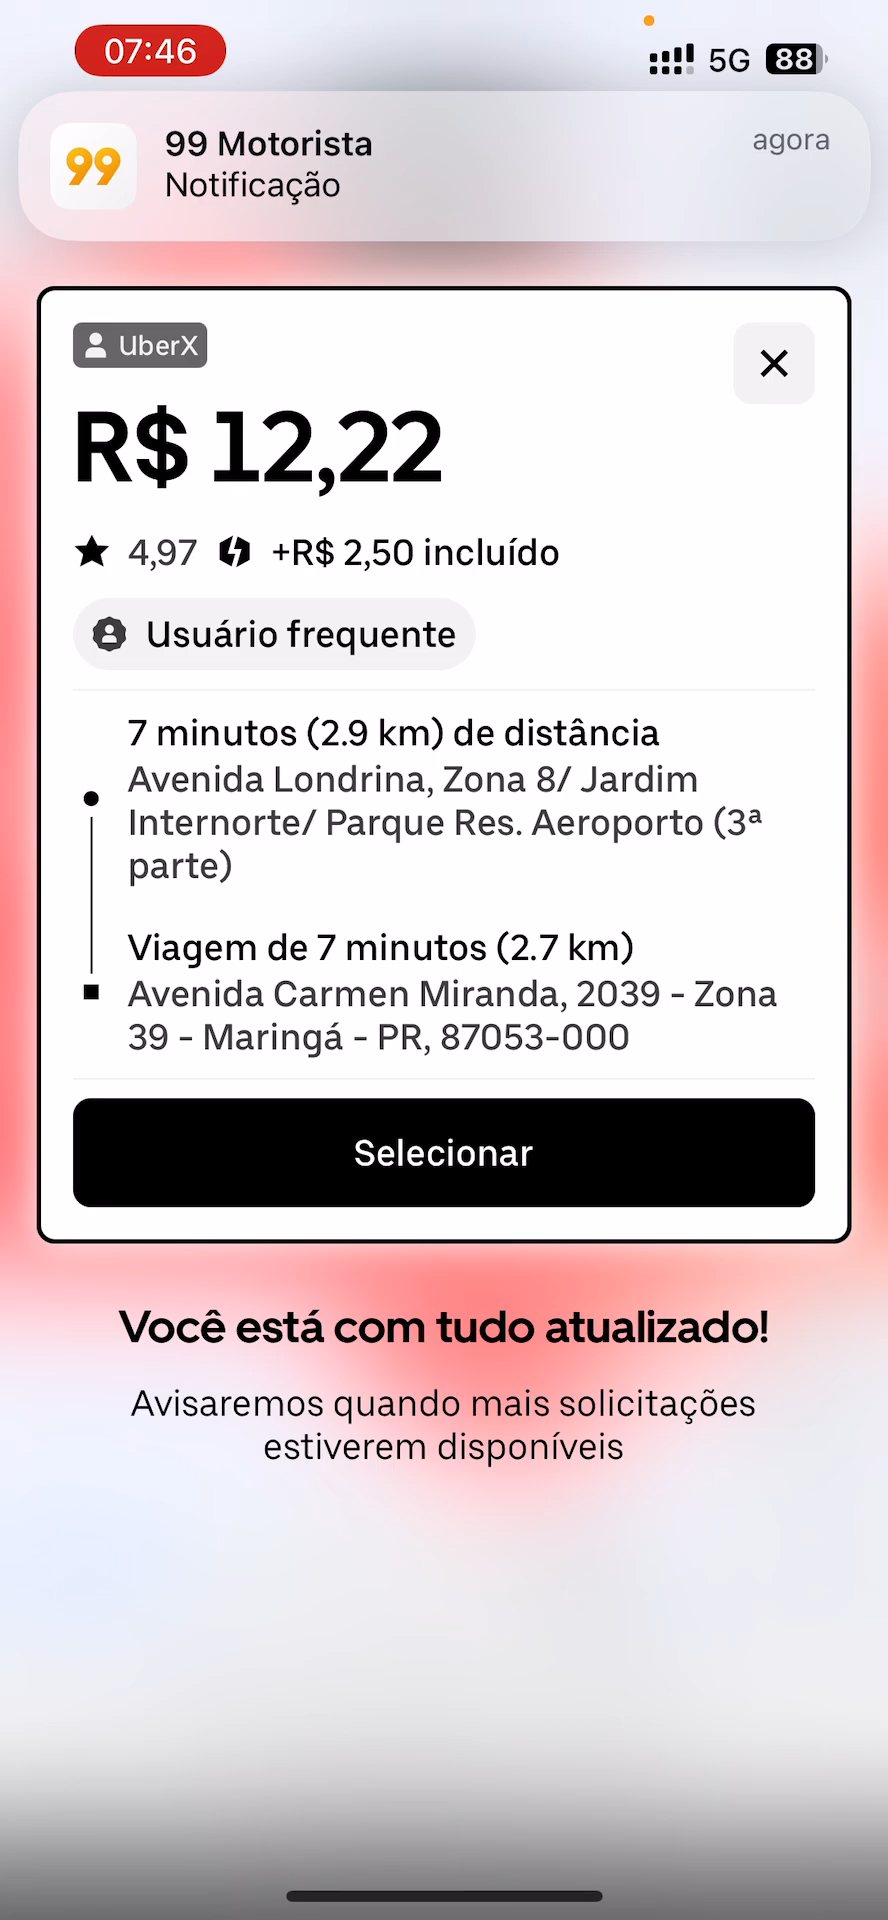 07:46
5G
88
99
99 Motorista
agora
Notificação
UberX
R$ 12,22
4,97 +R$ 2,50 incluído
Usuário frequente
7 minutos (2.9 km) de distância
Avenida Londrina, Zona 8/ Jardim
Internorte/ Parque Res. Aeroporto (3ª
parte)
Viagem de 7 minutos (2.7 km)
Avenida Carmen Miranda, 2039 - Zona
39 - Maringá - PR, 87053-000
Selecionar
Você está com tudo atualizado!
Avisaremos quando mais solicitações
estiverem disponíveis